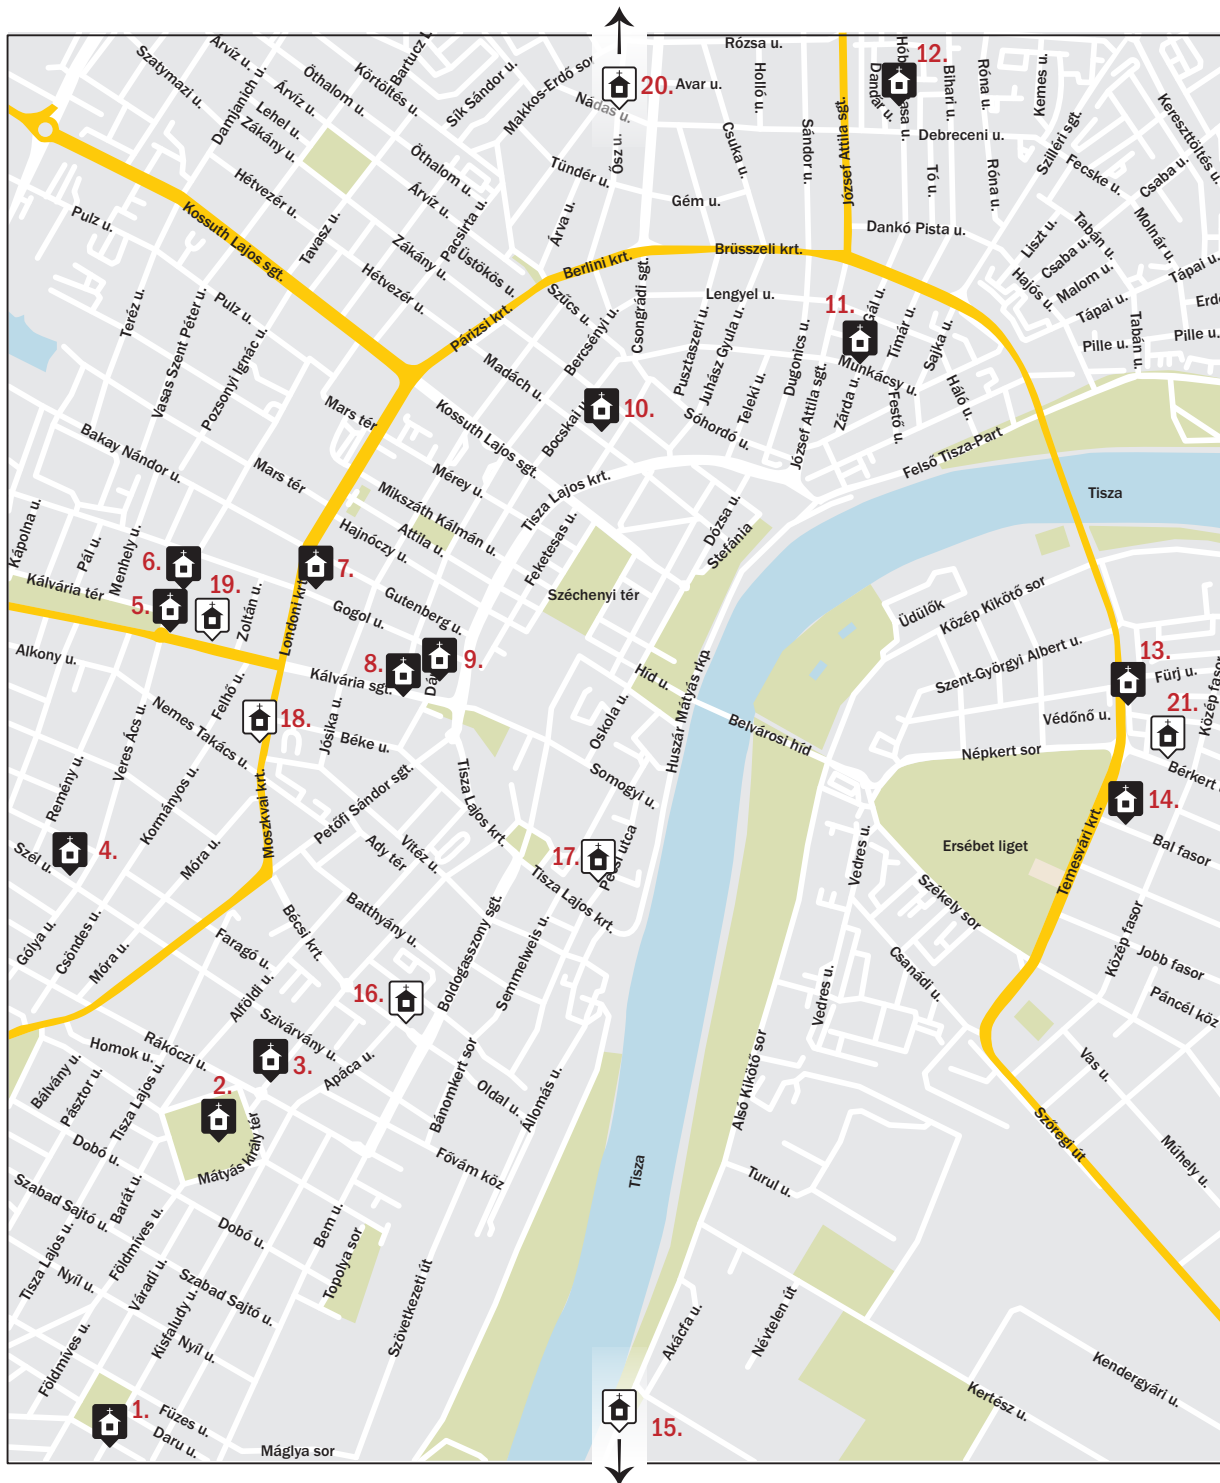 Rózsa u.
12.
Árvíz u.
Bartucz L.
Szatymazi u.
Öthalom u.
Körtöltés u.
Sík Sándor u.
Makkos-Erdő sor
20.
Avar u.
Holló u.
Dandár u.
Bihari u.
Róna u.
Kemes u.
Kereszttöltés u.
Damjanich u.
Árvíz u.
Lehel u.
Zákány u.
Nádas u.
Öthalom u.
Tündér u.
Csuka u.
Sándor u.
József Attila sgt.
Debreceni u.
Szilléri sgt.
Fecske u.
Csaba u.
Hétvezér u.
Árvíz u.
Pacsirta u.
Gém u.
Tó u.
Róna u.
Molnár u.
Pulz u.
Kossuth Lajos sgt.
Tavasz u.
Zákány u.
Üstökös u.
Árva u.
Berlini krt.
Brüsszeli krt.
Dankó Pista u.
Liszt u.
Tabán u.
Csaba u.
Malom u.
Hajós u.
Tápai u.
Tápai u.
Hétvezér u.
Teréz u.
Vasas Szent Péter u.
Pulz u.
Pozsonyi Ignác u.
Párizsi krt.
Szűcs u.
Bercsényi u.
Csongrádi sgt.
Lengyel u.
11.
Gál u.
Timár u.
Sajka u.
Pille u.
Tabán u.
Pille u.
Madách u.
Pusztaszeri u.
Juhász Gyula u.
Dugonics u.
Munkácsy u.
Háló u.
Mars tér
Kossuth Lajos sgt.
10.
Teleki u.
József Attila sgt.
Zárda u.
Festő u.
Sóhordó u.
Bakay Nándor u.
Mars tér
Mérey u.
Tisza Lajos krt.
Felső Tisza-Part
Tisza
Mikszáth Kálmán u.
Hajnóczy u.
Attila u.
Feketesas u.
Dózsa u.
Stefánia
Kápolna u.
Pál u.
Menhely u.
6.
7.
5.
19.
Kálvária tér
Zoltán u.
Londoni krt.
Gogol u.
Gutenberg u.
Széchenyi tér
Üdülők
Közép Kikötő sor
Szent-Györgyi Albert u.
Alkony u.
Kálvária sgt.
8.
9.
Híd u.
Huszár Mátyás rkp
13.
Fürj u.
Felhő u.
18.
Nemes Takács u.
Veres Ács u.
Jósika u.
Béke u.
Oskola u.
Belvárosi híd
Védőnő u.
21.
Közép fasor
Népkert sor
Remény u.
Kormányos u.
Moszkvai krt.
Petőfi Sándor sgt.
Tisza Lajos krt.
Somogyi u.
14.
Szél u.
4.
Móra u.
Ady tér
Vitéz u.
17.
Pécsi utca
Vedres u.
Ersébet liget
Temesvári krt.
Bal fasor
Tisza Lajos krt.
Székely sor
Gólya u.
Csöndes u.
Móra u.
Faragó u.
Bécsi krt.
Batthyány u.
Boldogasszony sgt.
Semmelweis u.
Közép fasor
Jobb fasor
Csanádi u.
Vedres u.
Páncél köz
Alföldi u.
16.
Szivárvány u.
3.
Apáca u.
Rákóczi u.
Homok u.
Bálvány u.
Pásztor u.
Tisza Lajos u.
2.
Mátyás király tér
Bánomkert sor
Oldal u.
Állomás u.
Alsó Kikötő sor
Vas u.
Szőregi út
Műhely u.
Dobó u.
Fővám köz
Tisza
Turul u.
Szabad Sajtó u.
Barát u.
Földmíves u.
Dobó u.
Bem u.
Topolya sor
Tisza Lajos u.
Nyíl u.
Váradi u.
Kisfaludy u.
Szabad Sajtó u.
Szövetkezeti út
Földmíves u.
Nyíl u.
Akácfa u.
Névtelen út
Kendergyári u.
Kertész u.
1.
Füzes u.
Daru u.
15.
Máglya sor